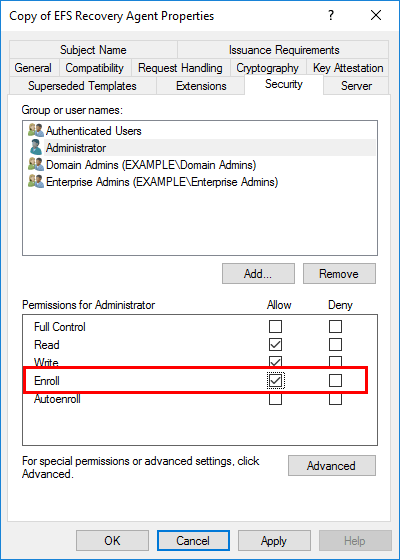 Copy of EFS Recovery Agent Properties
Subject Name Issuance Requirements
General Compatibility Request Handling Cryptography Key Attestation
Superseded Templates Extensions Security Server
Group or user names:
Authenticated Users
Administrator
Domain Admins (EXAMPLE\Domain Admins)
Enterprise Admins (EXAMPLE\Enterprise Admins)
Add... Remove
Permissions for Administrator Allow Deny
Full Control
Read
Write
Enroll
Autoenroll
For special permissions or advanced settings, click
Advanced.
Advanced
OK Cancel Apply Help